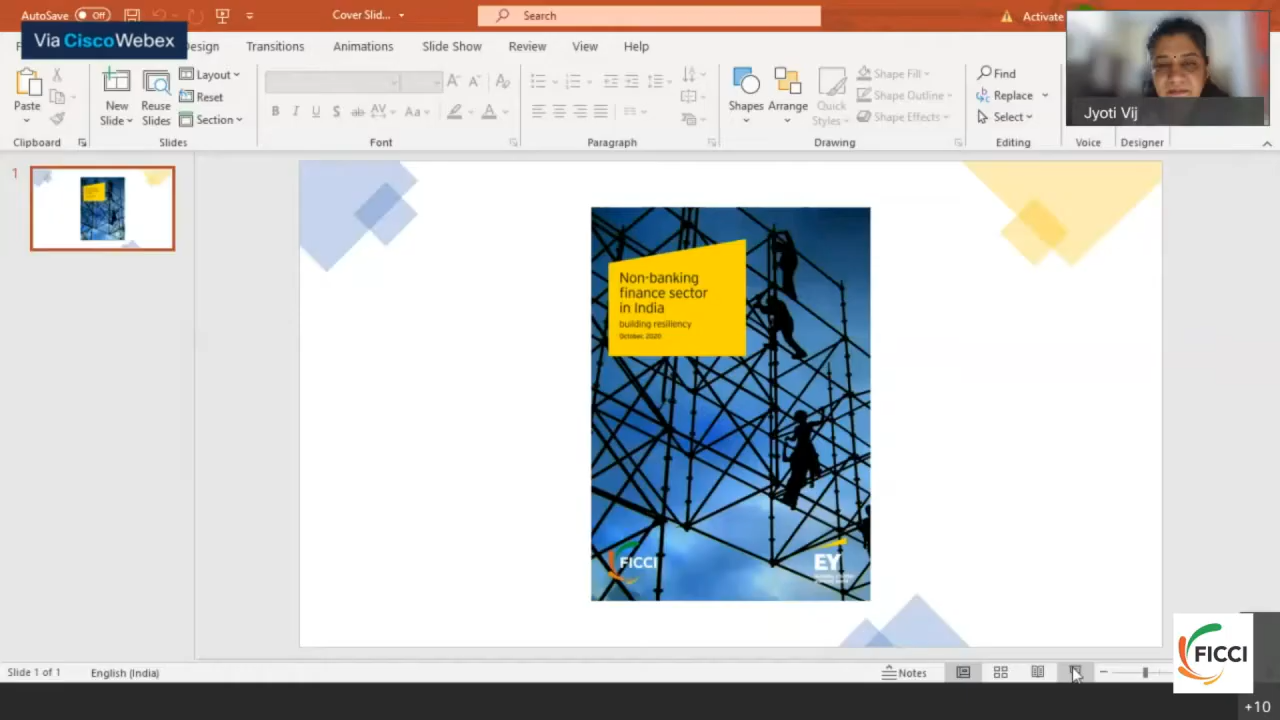 AutoSave Off
Cover Slid...
Search
Activate
Via CiscoWebex
Design
Transitions
Animations
Slide Show
Review
View
Help
Paste
New
Slide
Reuse
Slides
Layout
Reset
Section
Shapes
Arrange
Quick
Styles
Shape Fill
Shape Outline
Shape Effects
Find
Replace
Select
Jyoti Vij
Clipboard
Slides
Font
Paragraph
Drawing
Editing
Voice
Designer
1
Non-banking
finance sector
in India
building resiliency
October, 2020
FICCI
EY
Slide 1 of 1
English (India)
Notes
FICCI
+10